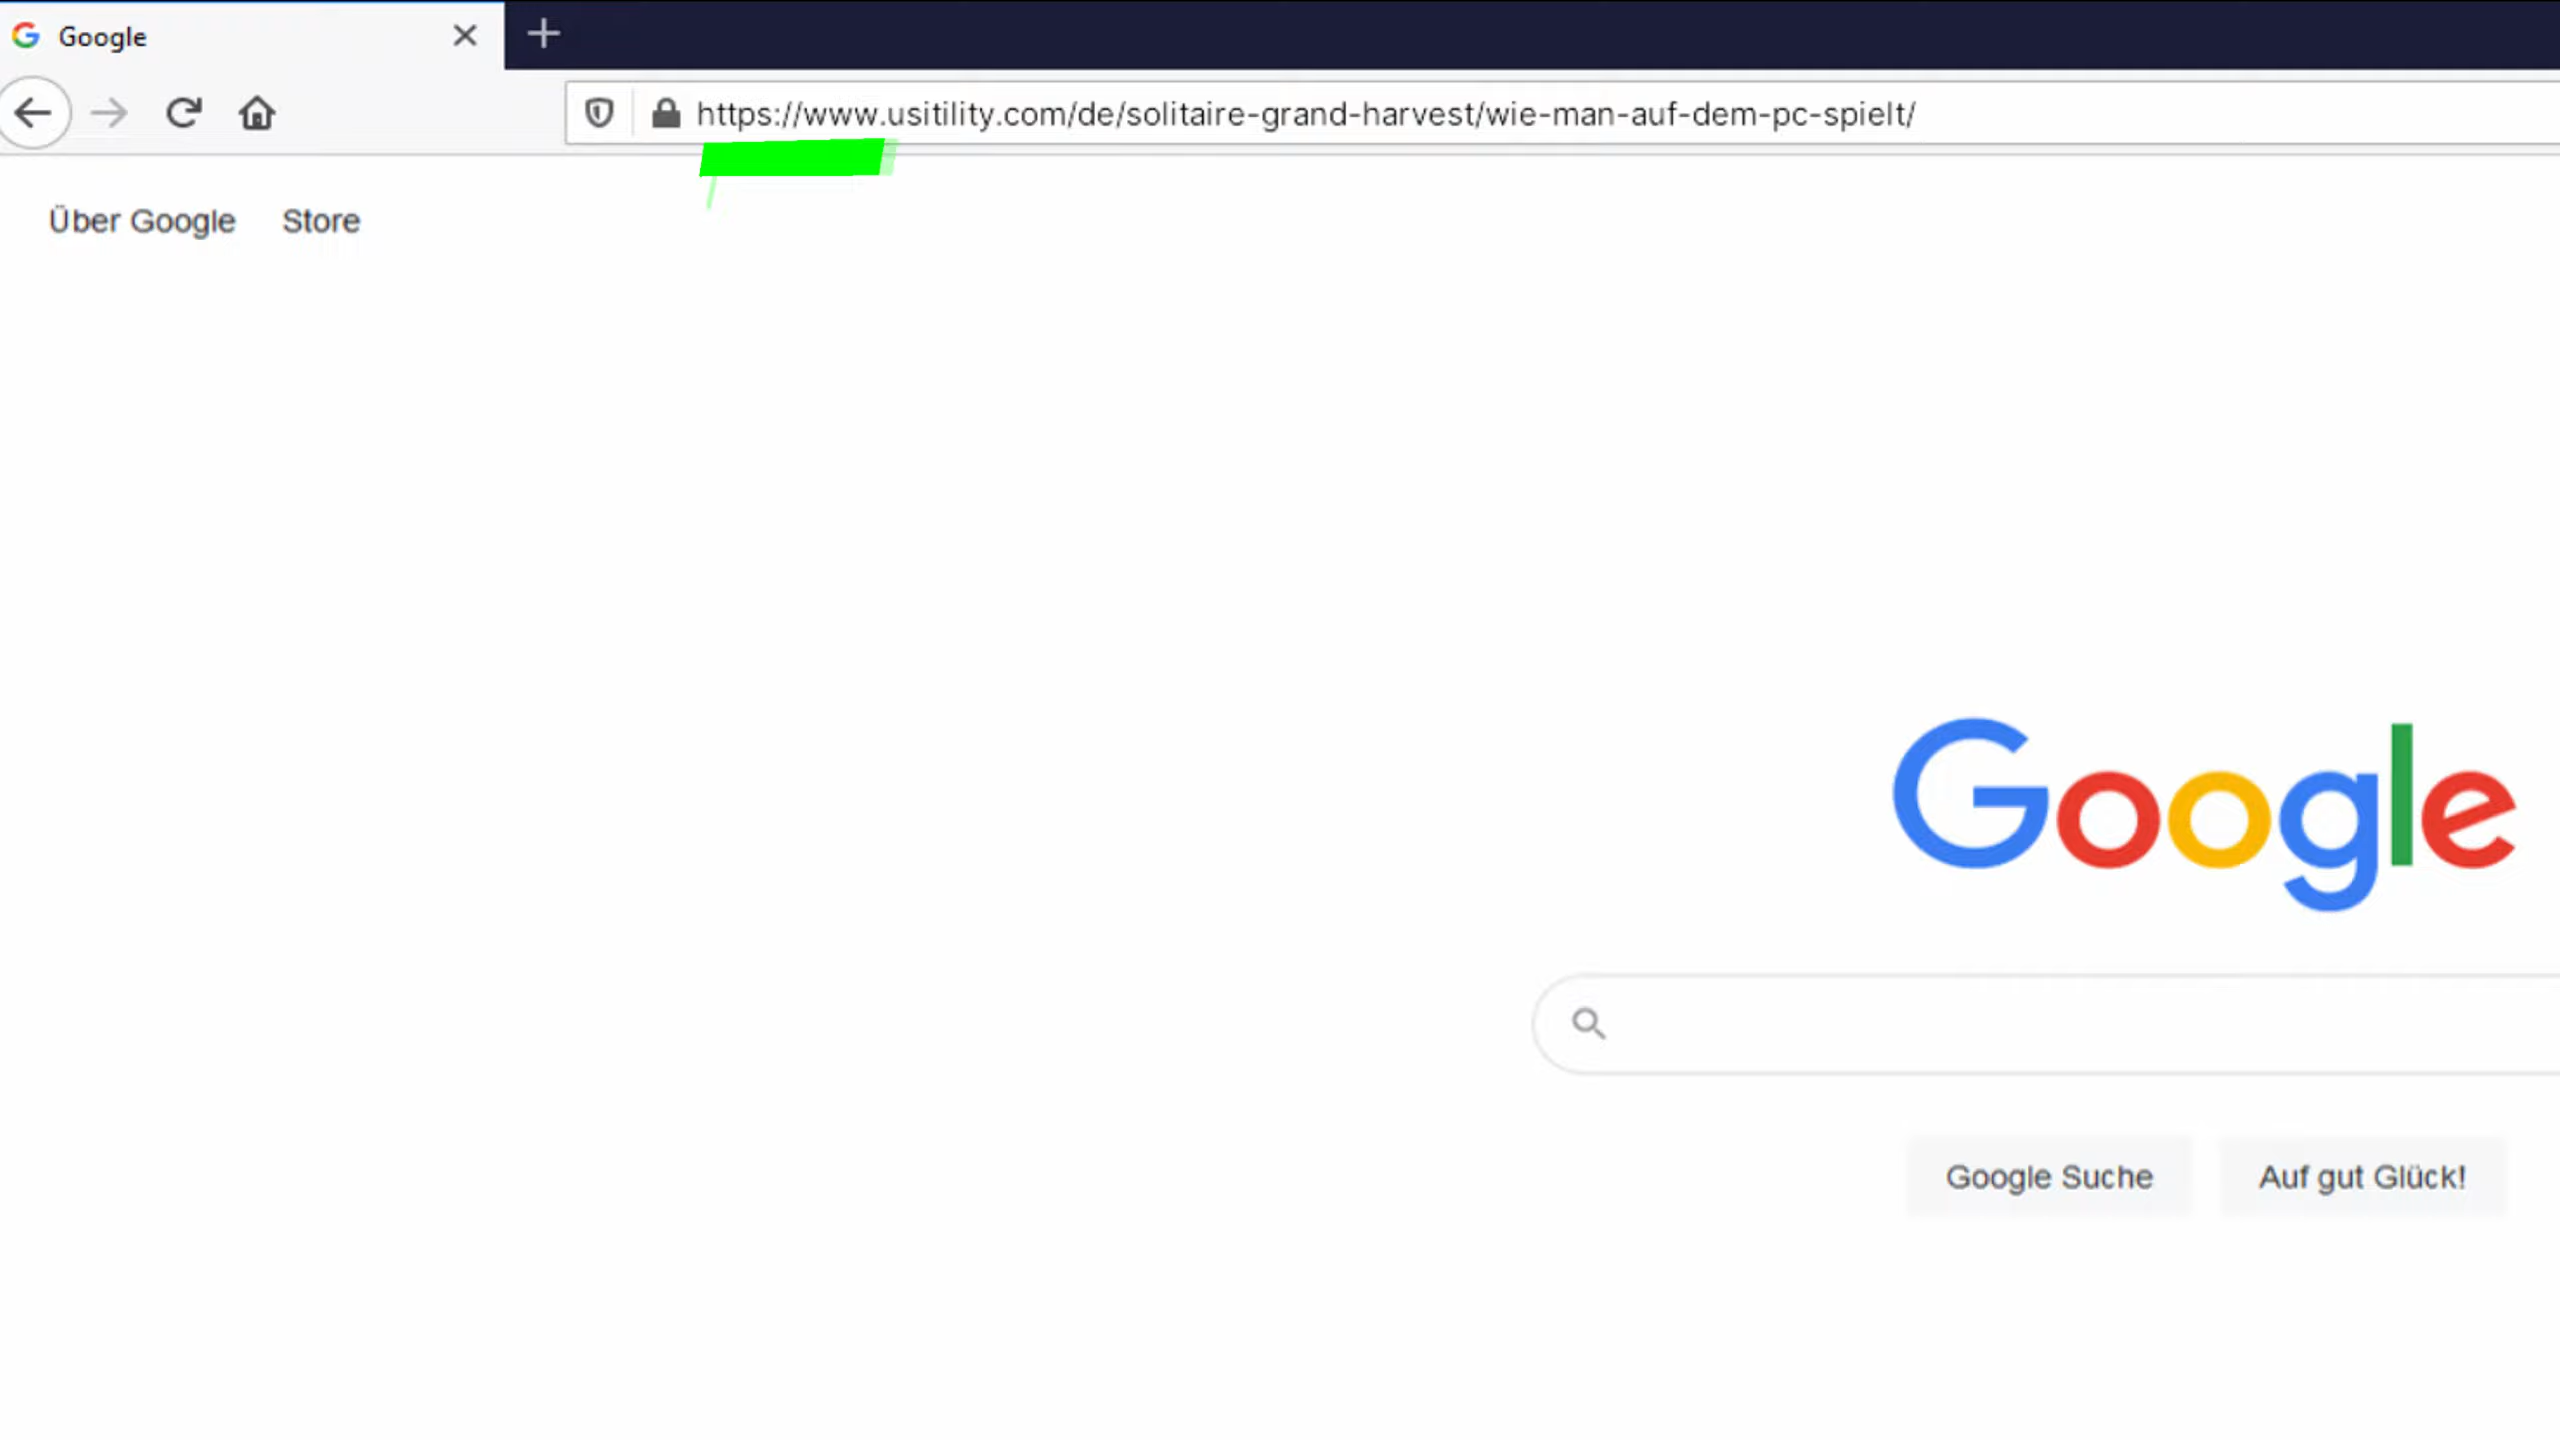 Google
https://www.usitility.com/de/solitaire-grand-harvest/wie-man-auf-dem-pc-spielt/
Über Google Store
Google
Google Suche Auf gut Glück!